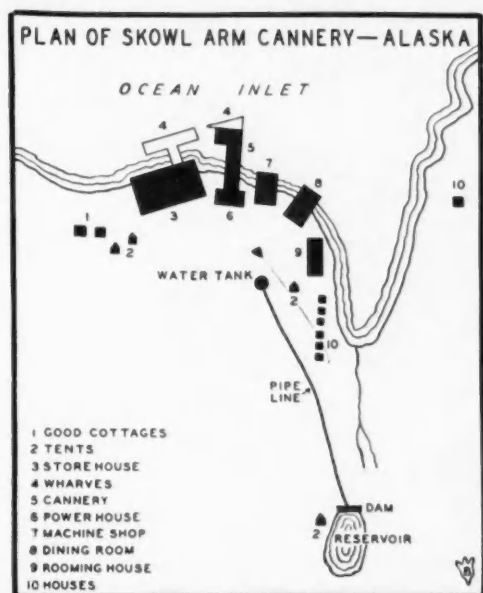 PLAN OF SKOWL ARM CANNERY—ALASKA
OCEAN INLET
4
4
5
7
8
10
3
6
1
2
9
WATER TANK
2
10
PIPE
LINE
DAM
2
RESERVOIR
1 GOOD COTTAGES
2 TENTS
3 STOREHOUSE
4 WHARVES
5 CANNERY
6 POWER HOUSE
7 MACHINE SHOP
8 DINING ROOM
9 ROOMING HOUSE
10 HOUSES